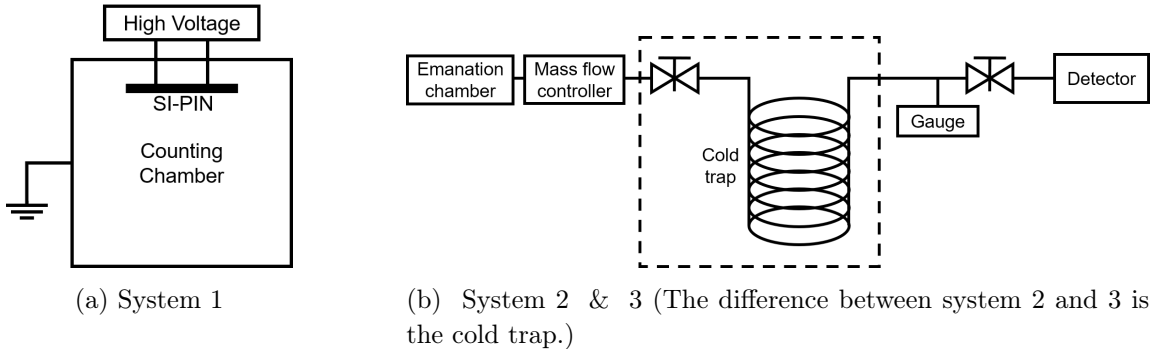 High Voltage
SI-PIN
Counting
Chamber
(a) System 1
Emanation
chamber
Mass flow
controller
Cold
trap
Gauge
Detector
(b) System 2 & 3 (The difference between system 2 and 3 is
the cold trap.)